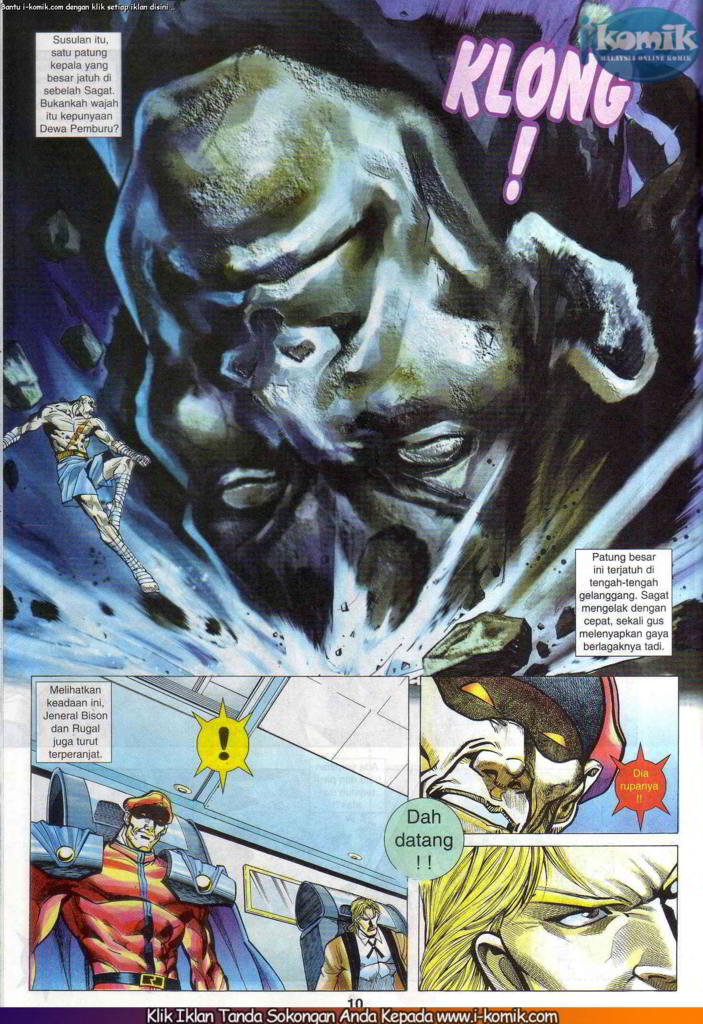 Bantu i-komik.com dengan klik setiap iklan disini ..
komik
MALAYSIA ONLINE KOMIK
Susulan itu,
satu patung
kepala yang
besar jatuh di
sebelah Sagat.
Bukankah wajah
itu kepunyaan
Dewa Pemburu?
KLONG
!
Patung besar
ini terjatuh di
tengah-tengah
gelanggang. Sagat
mengelak dengan
cepat, sekali gus
melenyapkan gaya
berlagaknya tadi.
Melihatkan
keadaan ini,
Jeneral Bison
dan Rugal
juga turut
terperanjat.
!
Dia
rupanya
!!
Dah
datang
! !
10
Klik Iklan Tanda Sokongan Anda Kepada www.i-komik.com